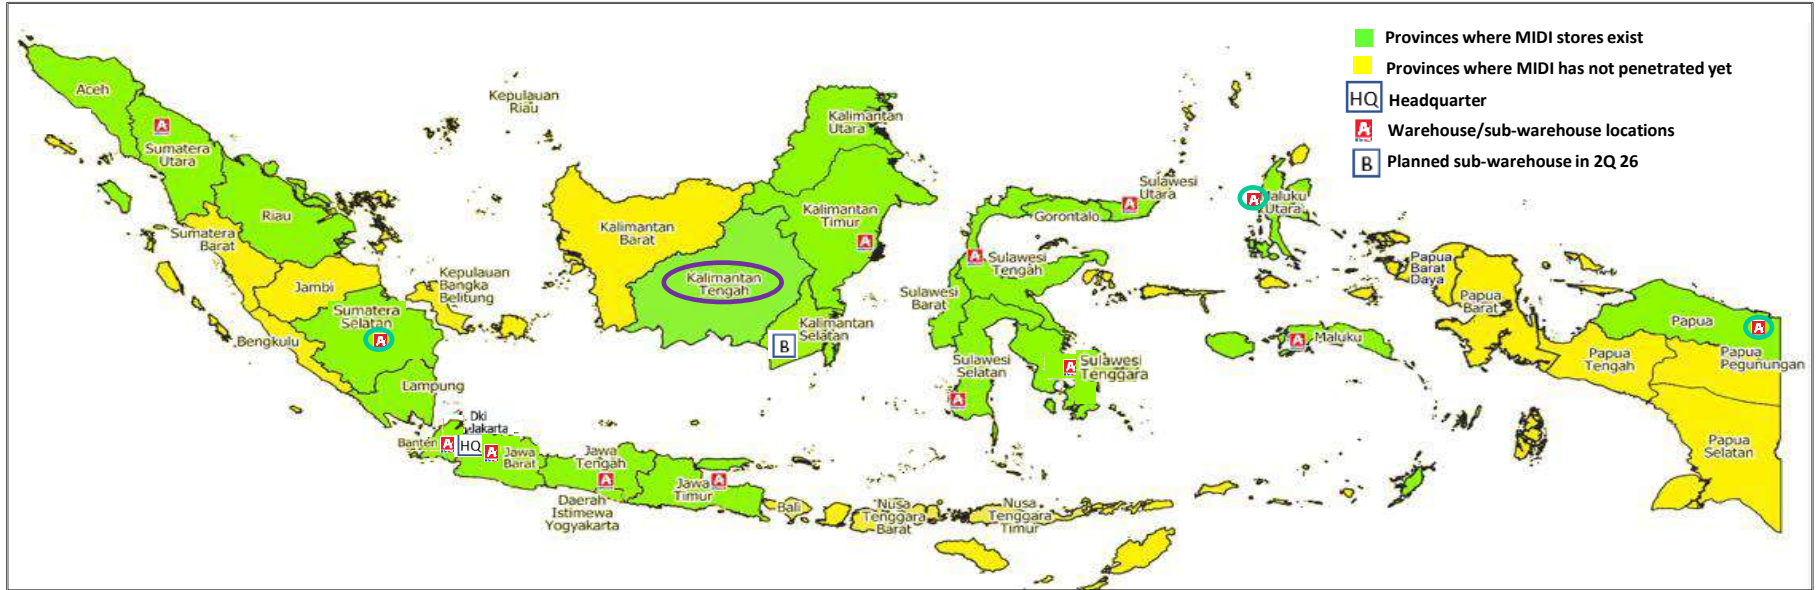 Provinces where MIDI stores exist
Provinces where MIDI has not penetrated yet
HQ Headquarter
A Warehouse/sub-warehouse locations
B Planned sub-warehouse in 2Q 26
Aceh
A
Sumatera
Utara
Riau
Kepulauan
Riau
Sumatera
Barat
Jambi
Kepulauan
Bangka
Belitung
Sumatera
Selatan
A
Bengkulu
Lampung
Dki
Jakarta
Banten
A
HQ
A
Jawa
Barat
Jawa
Tengah
A
Daerah
Istimewa
Yogyakarta
Jawa
Timur
A
Bali
Nusa
Tenggara
Barat
Nusa
Tenggara
Timur
Kalimantan
Utara
Kalimantan
Timur
A
Kalimantan
Barat
Kalimantan
Tengah
Kalimantan
Selatan
B
Sulawesi
Utara
A
Gorontalo
A
Sulawesi
Tengah
Sulawesi
Barat
Sulawesi
Selatan
A
A
Sulawesi
Tenggara
A
Maluku
Utara
A
Maluku
Papua
Barat
Daya
Papua
Barat
Papua
A
Papua
Tengah
Papua
Pegunungan
Papua
Selatan